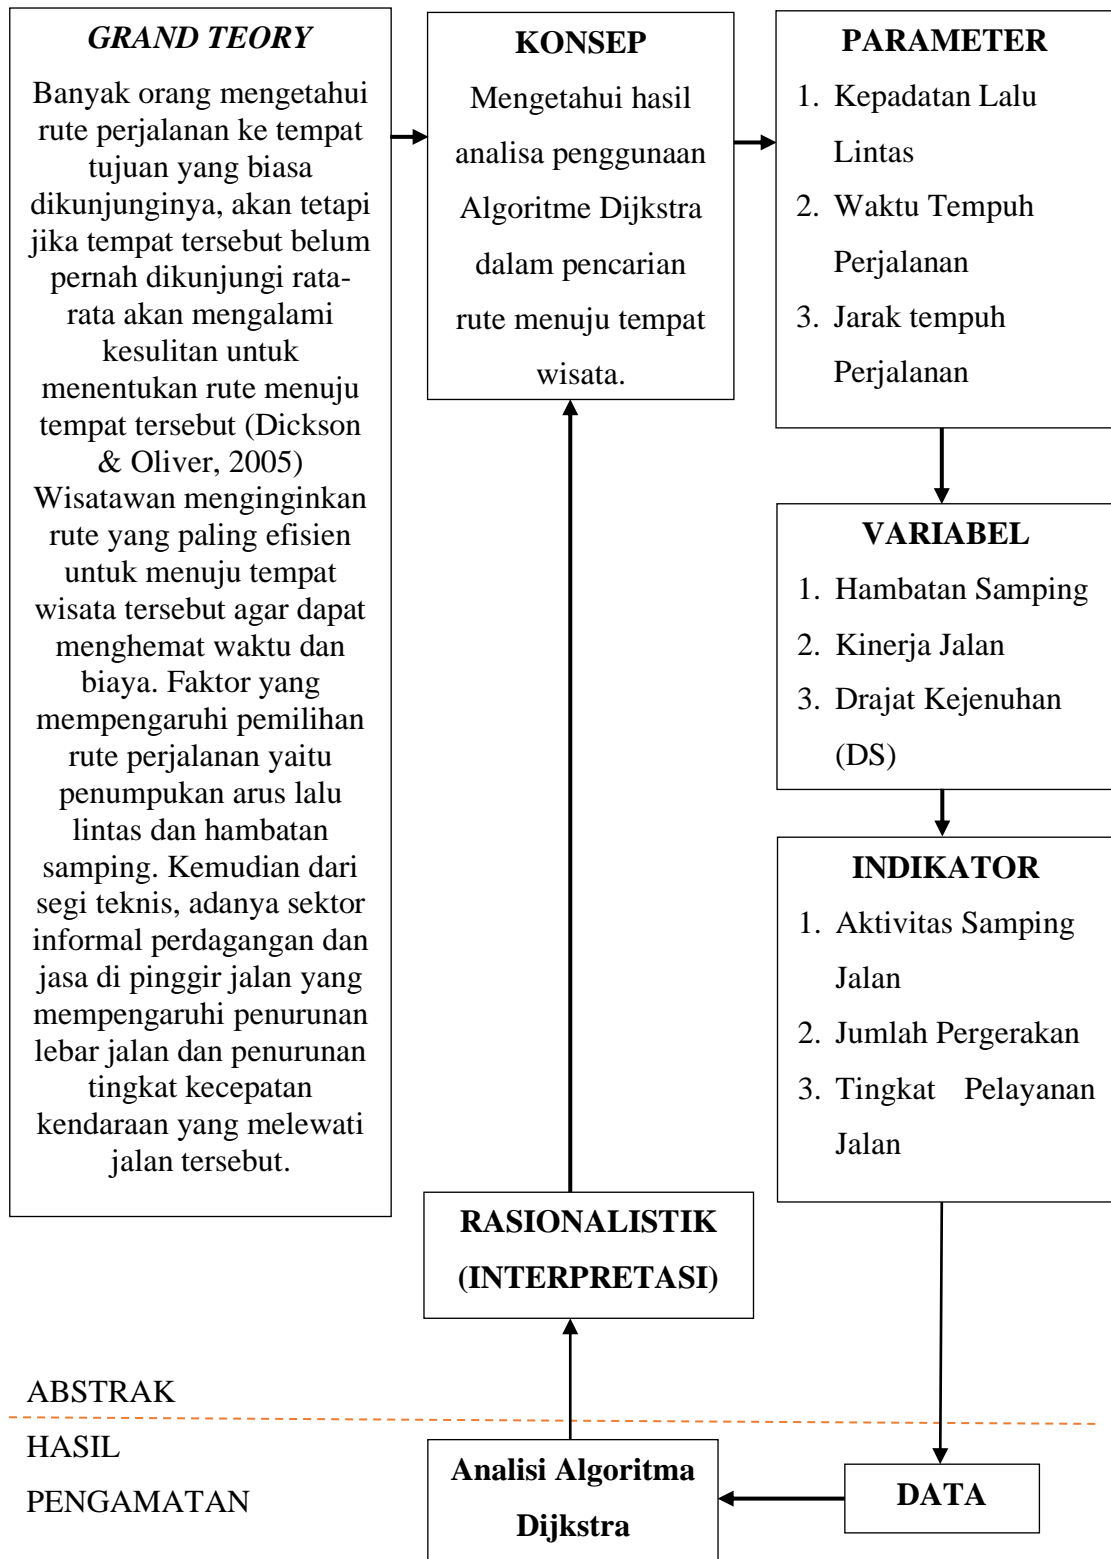 GRAND TEORY
Banyak orang mengetahui
rute perjalanan ke tempat
tujuan yang biasa
dikunjunginya, akan tetapi
jika tempat tersebut belum
pernah dikunjungi rata-
rata akan mengalami
kesulitan untuk
menentukan rute menuju
tempat tersebut (Dickson
& Oliver, 2005)
Wisatawan menginginkan
rute yang paling efisien
untuk menuju tempat
wisata tersebut agar dapat
menghemat waktu dan
biaya. Faktor yang
mempengaruhi pemilihan
rute perjalanan yaitu
penumpukan arus lalu
lintas dan hambatan
samping. Kemudian dari
segi teknis, adanya sektor
informal perdagangan dan
jasa di pinggir jalan yang
mempengaruhi penurunan
lebar jalan dan penurunan
tingkat kecepatan
kendaraan yang melewati
jalan tersebut.
KONSEP
Mengetahui hasil
analisa penggunaan
Algoritme Dijkstra
dalam pencarian
rute menuju tempat
wisata.
PARAMETER
1. Kepadatan Lalu
Lintas
2. Waktu Tempuh
Perjalanan
3. Jarak tempuh
Perjalanan
VARIABEL
1. Hambatan Samping
2. Kinerja Jalan
3. Drajat Kejenuhan
(DS)
INDIKATOR
1. Aktivitas Samping
Jalan
2. Jumlah Pergerakan
3. Tingkat Pelayanan
Jalan
RASIONALISTIK
(INTERPRETASI)
ABSTRAK
HASIL
PENGAMATAN
Analisi Algoritma
Dijkstra
DATA